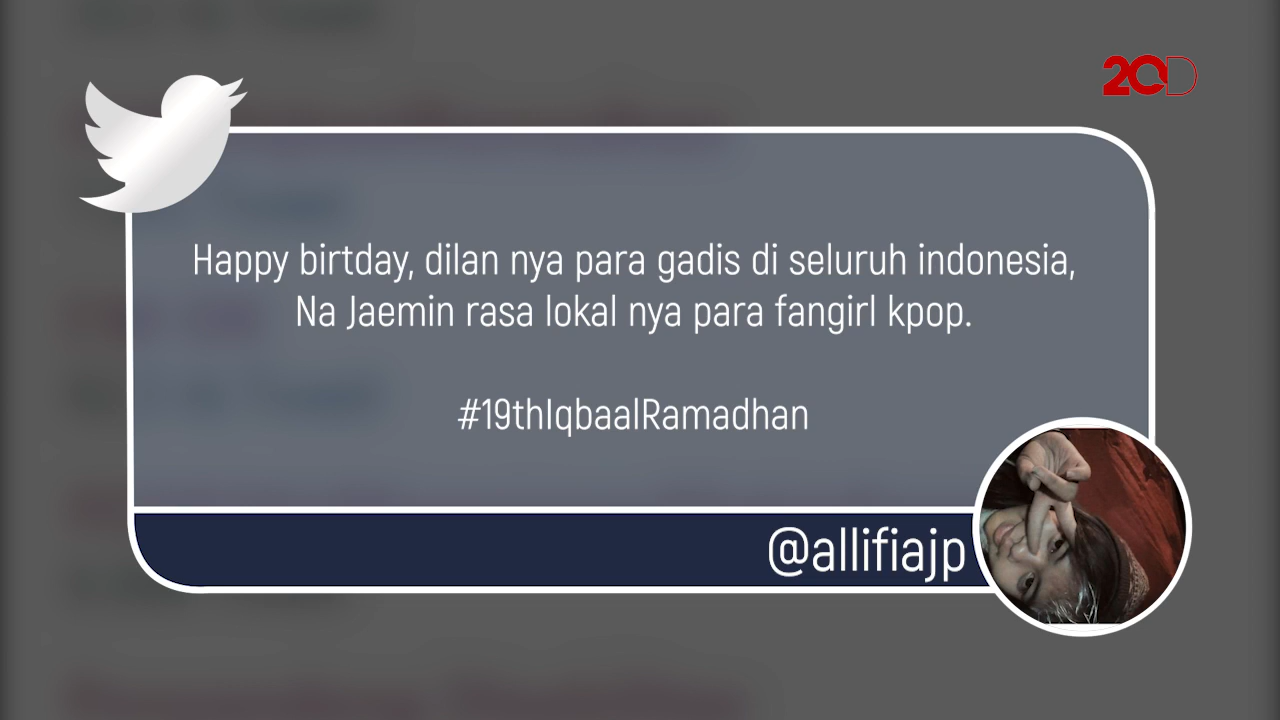 20D
Happy birtday, dilan nya para gadis di seluruh indonesia,
Na Jaemin rasa lokal nya para fangirl kpop.
#19thIqbaalRamadhan
@allifiajp